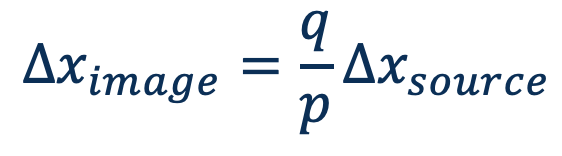 Δx_image = q/p Δx_source